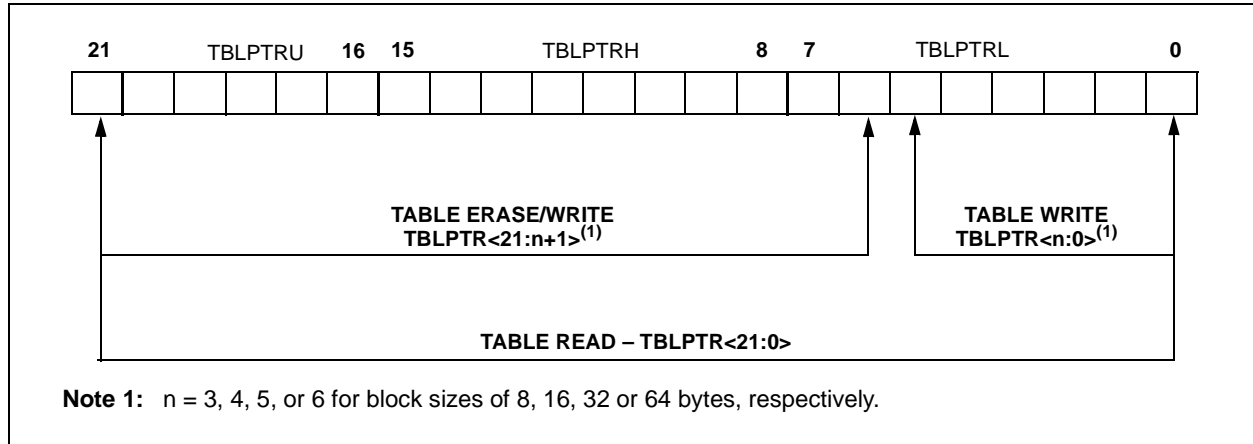 21 TBLPTRU 16 15 TBLPTRH 8 7 TBLPTRL 0
TABLE ERASE/WRITE
TBLPTR<21:n+1>(1)
TABLE WRITE
TBLPTR<n:0>(1)
TABLE READ – TBLPTR<21:0>
Note 1: n = 3, 4, 5, or 6 for block sizes of 8, 16, 32 or 64 bytes, respectively.